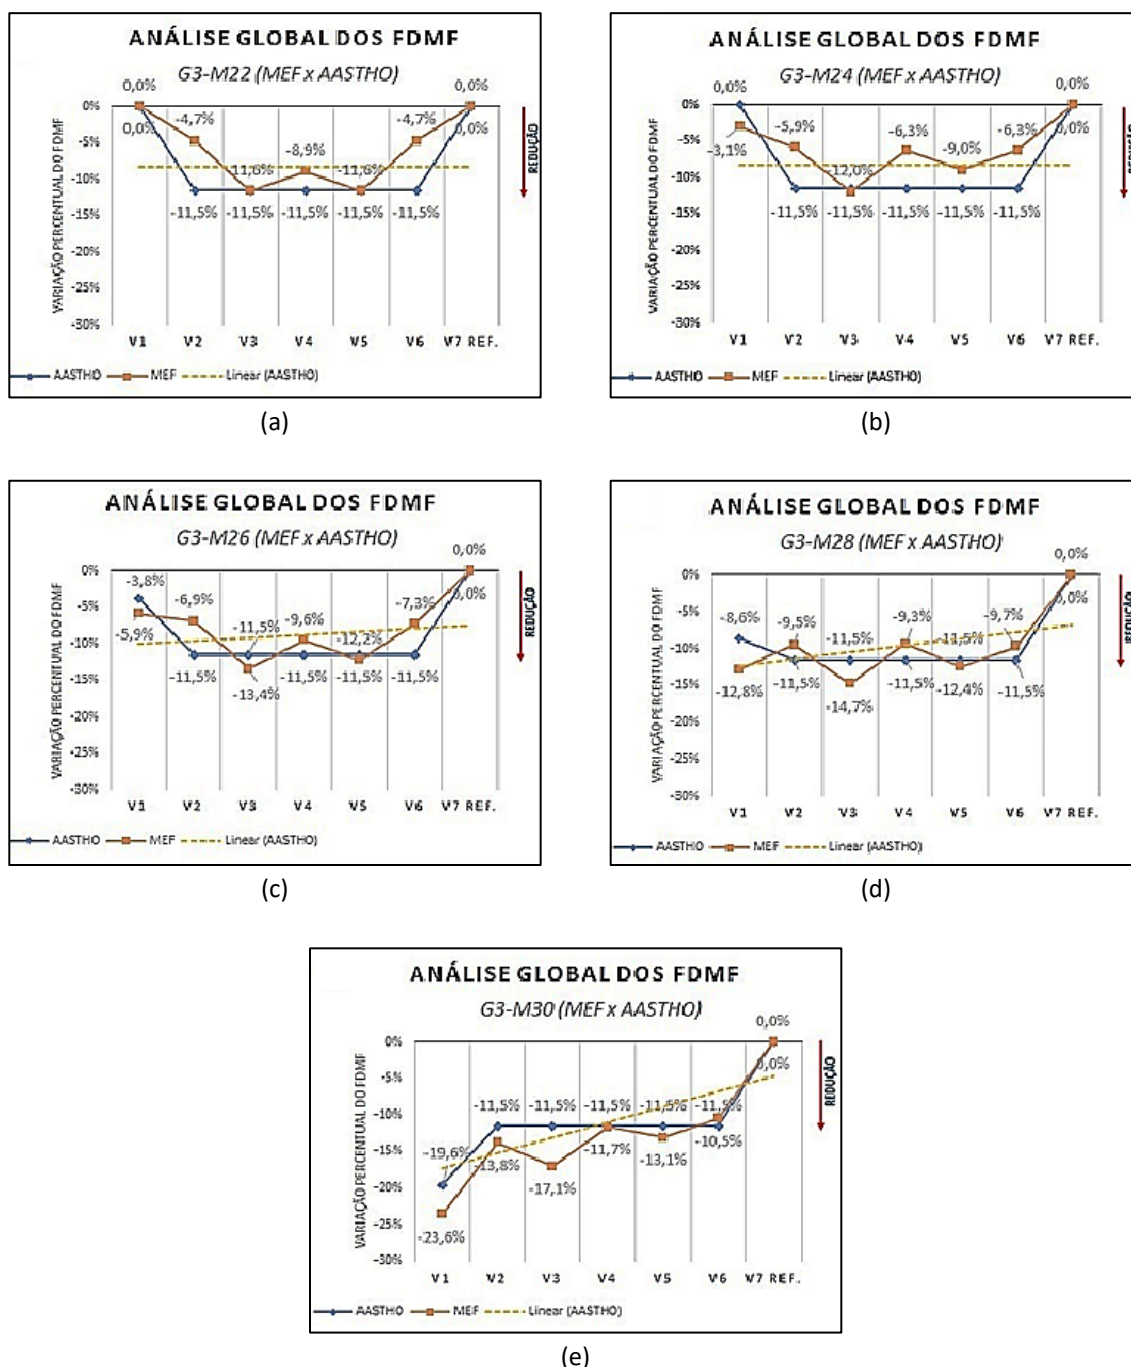 ANÁLISE GLOBAL DOS FDMF
G3-M22 (MEF x AASTHO)
VARIAÇÃO PERCENTUAL DO FDMF
0%
-5%
-10%
-15%
-20%
-25%
-30%
0,0% -4,7% -11,6% -8,9% -11,6% -4,7% 0,0%
0,0% -11,5% -11,5% -11,5% -11,5% -11,5% 0,0%
REDUÇÃO
V1 V2 V3 V4 V5 V6 V7 REF.
AASTHO MEF Linear (AASTHO)
(a)
ANÁLISE GLOBAL DOS FDMF
G3-M24 (MEF x AASTHO)
VARIAÇÃO PERCENTUAL DO FDMF
0%
-5%
-10%
-15%
-20%
-25%
-30%
0,0% -5,9% -12,0% -6,3% -9,0% -6,3% 0,0%
-3,1% -11,5% -11,5% -11,5% -11,5% -11,5% 0,0%
REDUÇÃO
V1 V2 V3 V4 V5 V6 V7 REF.
AASTHO MEF Linear (AASTHO)
(b)
ANÁLISE GLOBAL DOS FDMF
G3-M26 (MEF x AASTHO)
VARIAÇÃO PERCENTUAL DO FDMF
0%
-5%
-10%
-15%
-20%
-25%
-30%
-3,8% -6,9% -11,5% -9,6% -12,2% -7,3% 0,0%
-5,9% -11,5% -13,4% -11,5% -11,5% -11,5% 0,0%
REDUÇÃO
V1 V2 V3 V4 V5 V6 V7 REF.
AASTHO MEF Linear (AASTHO)
(c)
ANÁLISE GLOBAL DOS FDMF
G3-M28 (MEF x AASTHO)
VARIAÇÃO PERCENTUAL DO FDMF
0%
-5%
-10%
-15%
-20%
-25%
-30%
-8,6% -9,5% -11,5% -9,3% -11,5% -9,7% 0,0%
-12,8% -11,5% -14,7% -11,5% -12,4% -11,5% 0,0%
REDUÇÃO
V1 V2 V3 V4 V5 V6 V7 REF.
AASTHO MEF Linear (AASTHO)
(d)
ANÁLISE GLOBAL DOS FDMF
G3-M30 (MEF x AASTHO)
VARIAÇÃO PERCENTUAL DO FDMF
0%
-5%
-10%
-15%
-20%
-25%
-30%
-19,6% -11,5% -11,5% -11,5% -11,5% -11,5% 0,0%
-23,6% -13,8% -17,1% -11,7% -13,1% -10,5% 0,0%
REDUÇÃO
V1 V2 V3 V4 V5 V6 V7 REF.
AASTHO MEF Linear (AASTHO)
(e)